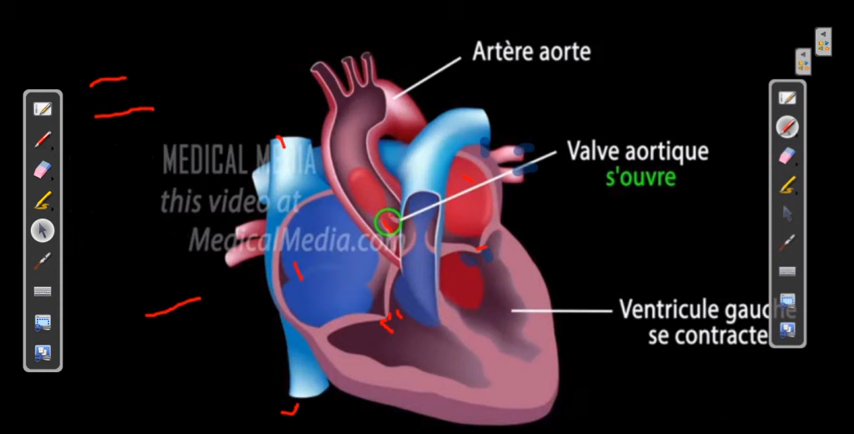 Artère aorte
Valve aortique
s'ouvre
MEDICAL MEDIA
this video at
MedicalMedia.com
Ventricule gauche
se contracte